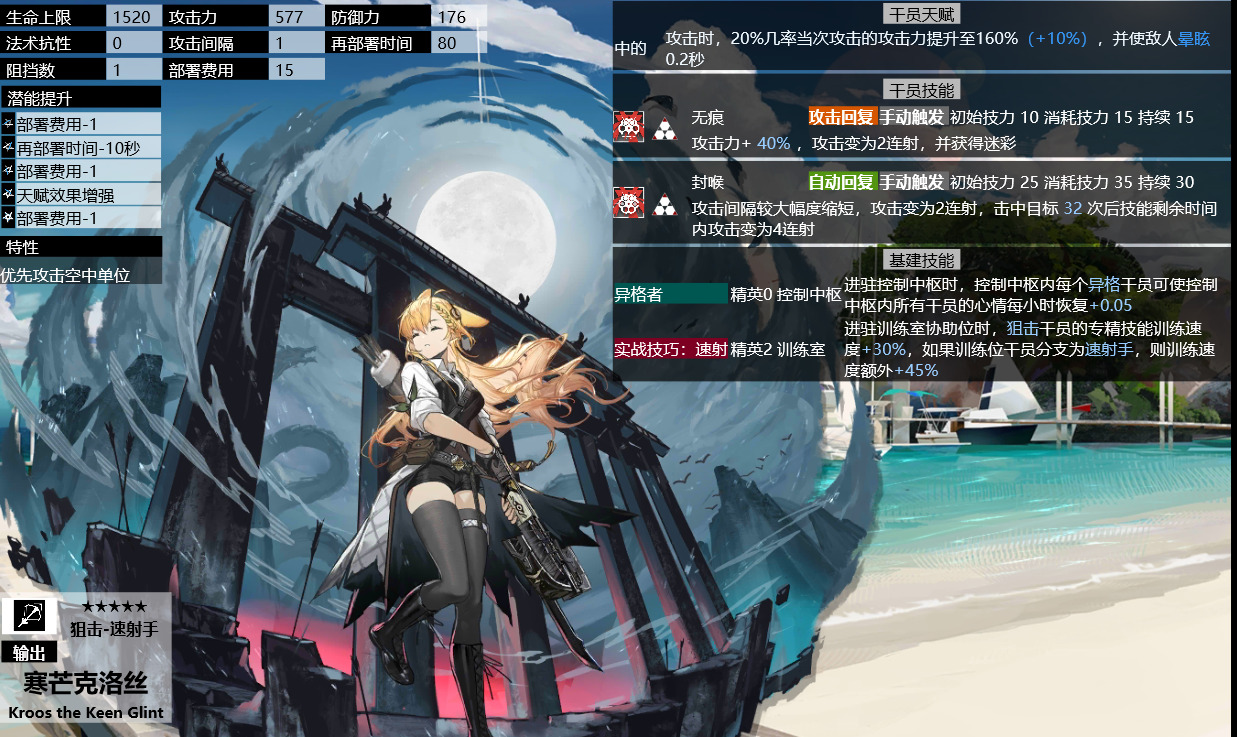 生命上限 1520 攻击力 577 防御力 176
法术抗性 0 攻击间隔 1 再部署时间 80
阻挡数 1 部署费用 15
潜能提升
部署费用-1
再部署时间-10秒
部署费用-1
天赋效果增强
部署费用-1
特性
优先攻击空中单位
★★★★★
狙击-速射手
输出
寒芒克洛丝
Kroos the Keen Glint
干员天赋
中的 攻击时，20%几率当次攻击的攻击力提升至160%（+10%），并使敌人晕眩
0.2秒
干员技能
无痕 攻击回复 手动触发 初始技力 10 消耗技力 15 持续 15
攻击力+ 40% ，攻击变为2连射，并获得迷彩
封喉 自动回复 手动触发 初始技力 25 消耗技力 35 持续 30
攻击间隔较大幅度缩短，攻击变为2连射，击中目标 32 次后技能剩余时间
内攻击变为4连射
基建技能
异格者 精英0 控制中枢 进驻控制中枢时，控制中枢内每个异格干员可使控制
中枢内所有干员的心情每小时恢复+0.05
实战技巧：速射 精英2 训练室 进驻训练室协助位时，狙击干员的专精技能训练速
度+30%，如果训练位干员分支为速射手，则训练速
度额外+45%